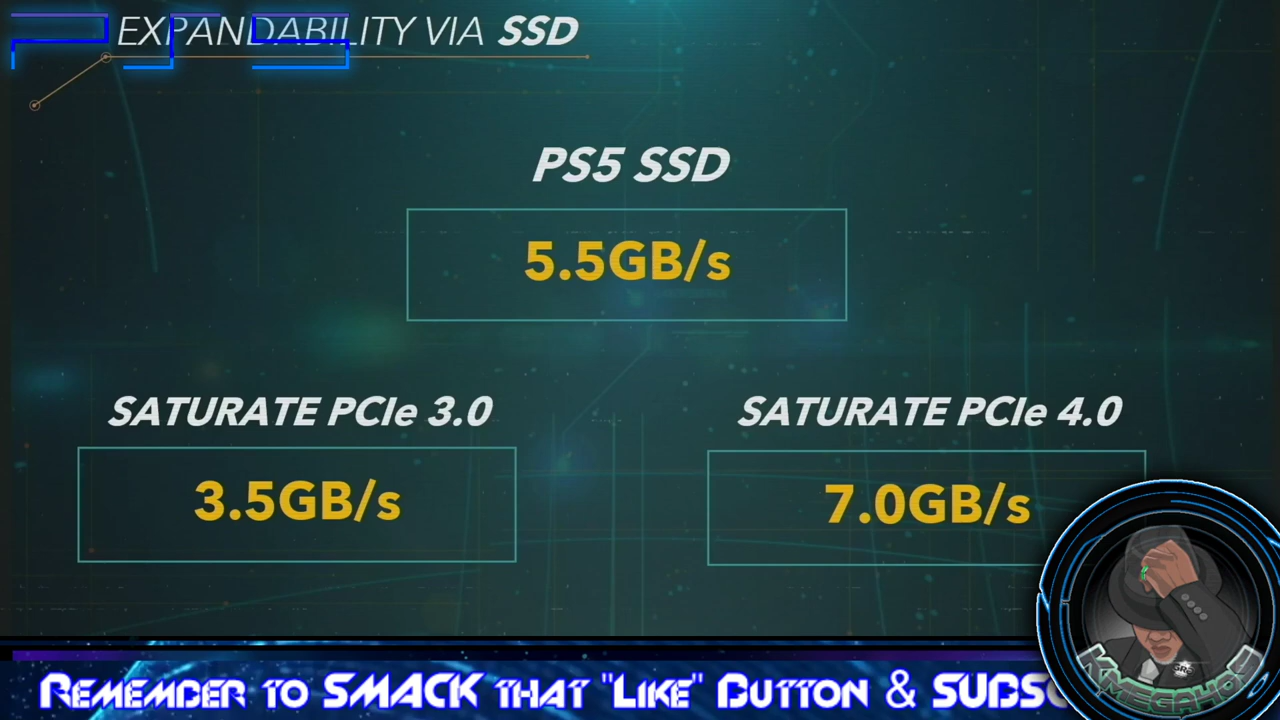 EXPANDABILITY VIA SSD
PS5 SSD
5.5GB/s
SATURATE PCIe 3.0
SATURATE PCIe 4.0
3.5GB/s
7.0GB/s
Remember to SMACK that "Like" Button & SUBSC